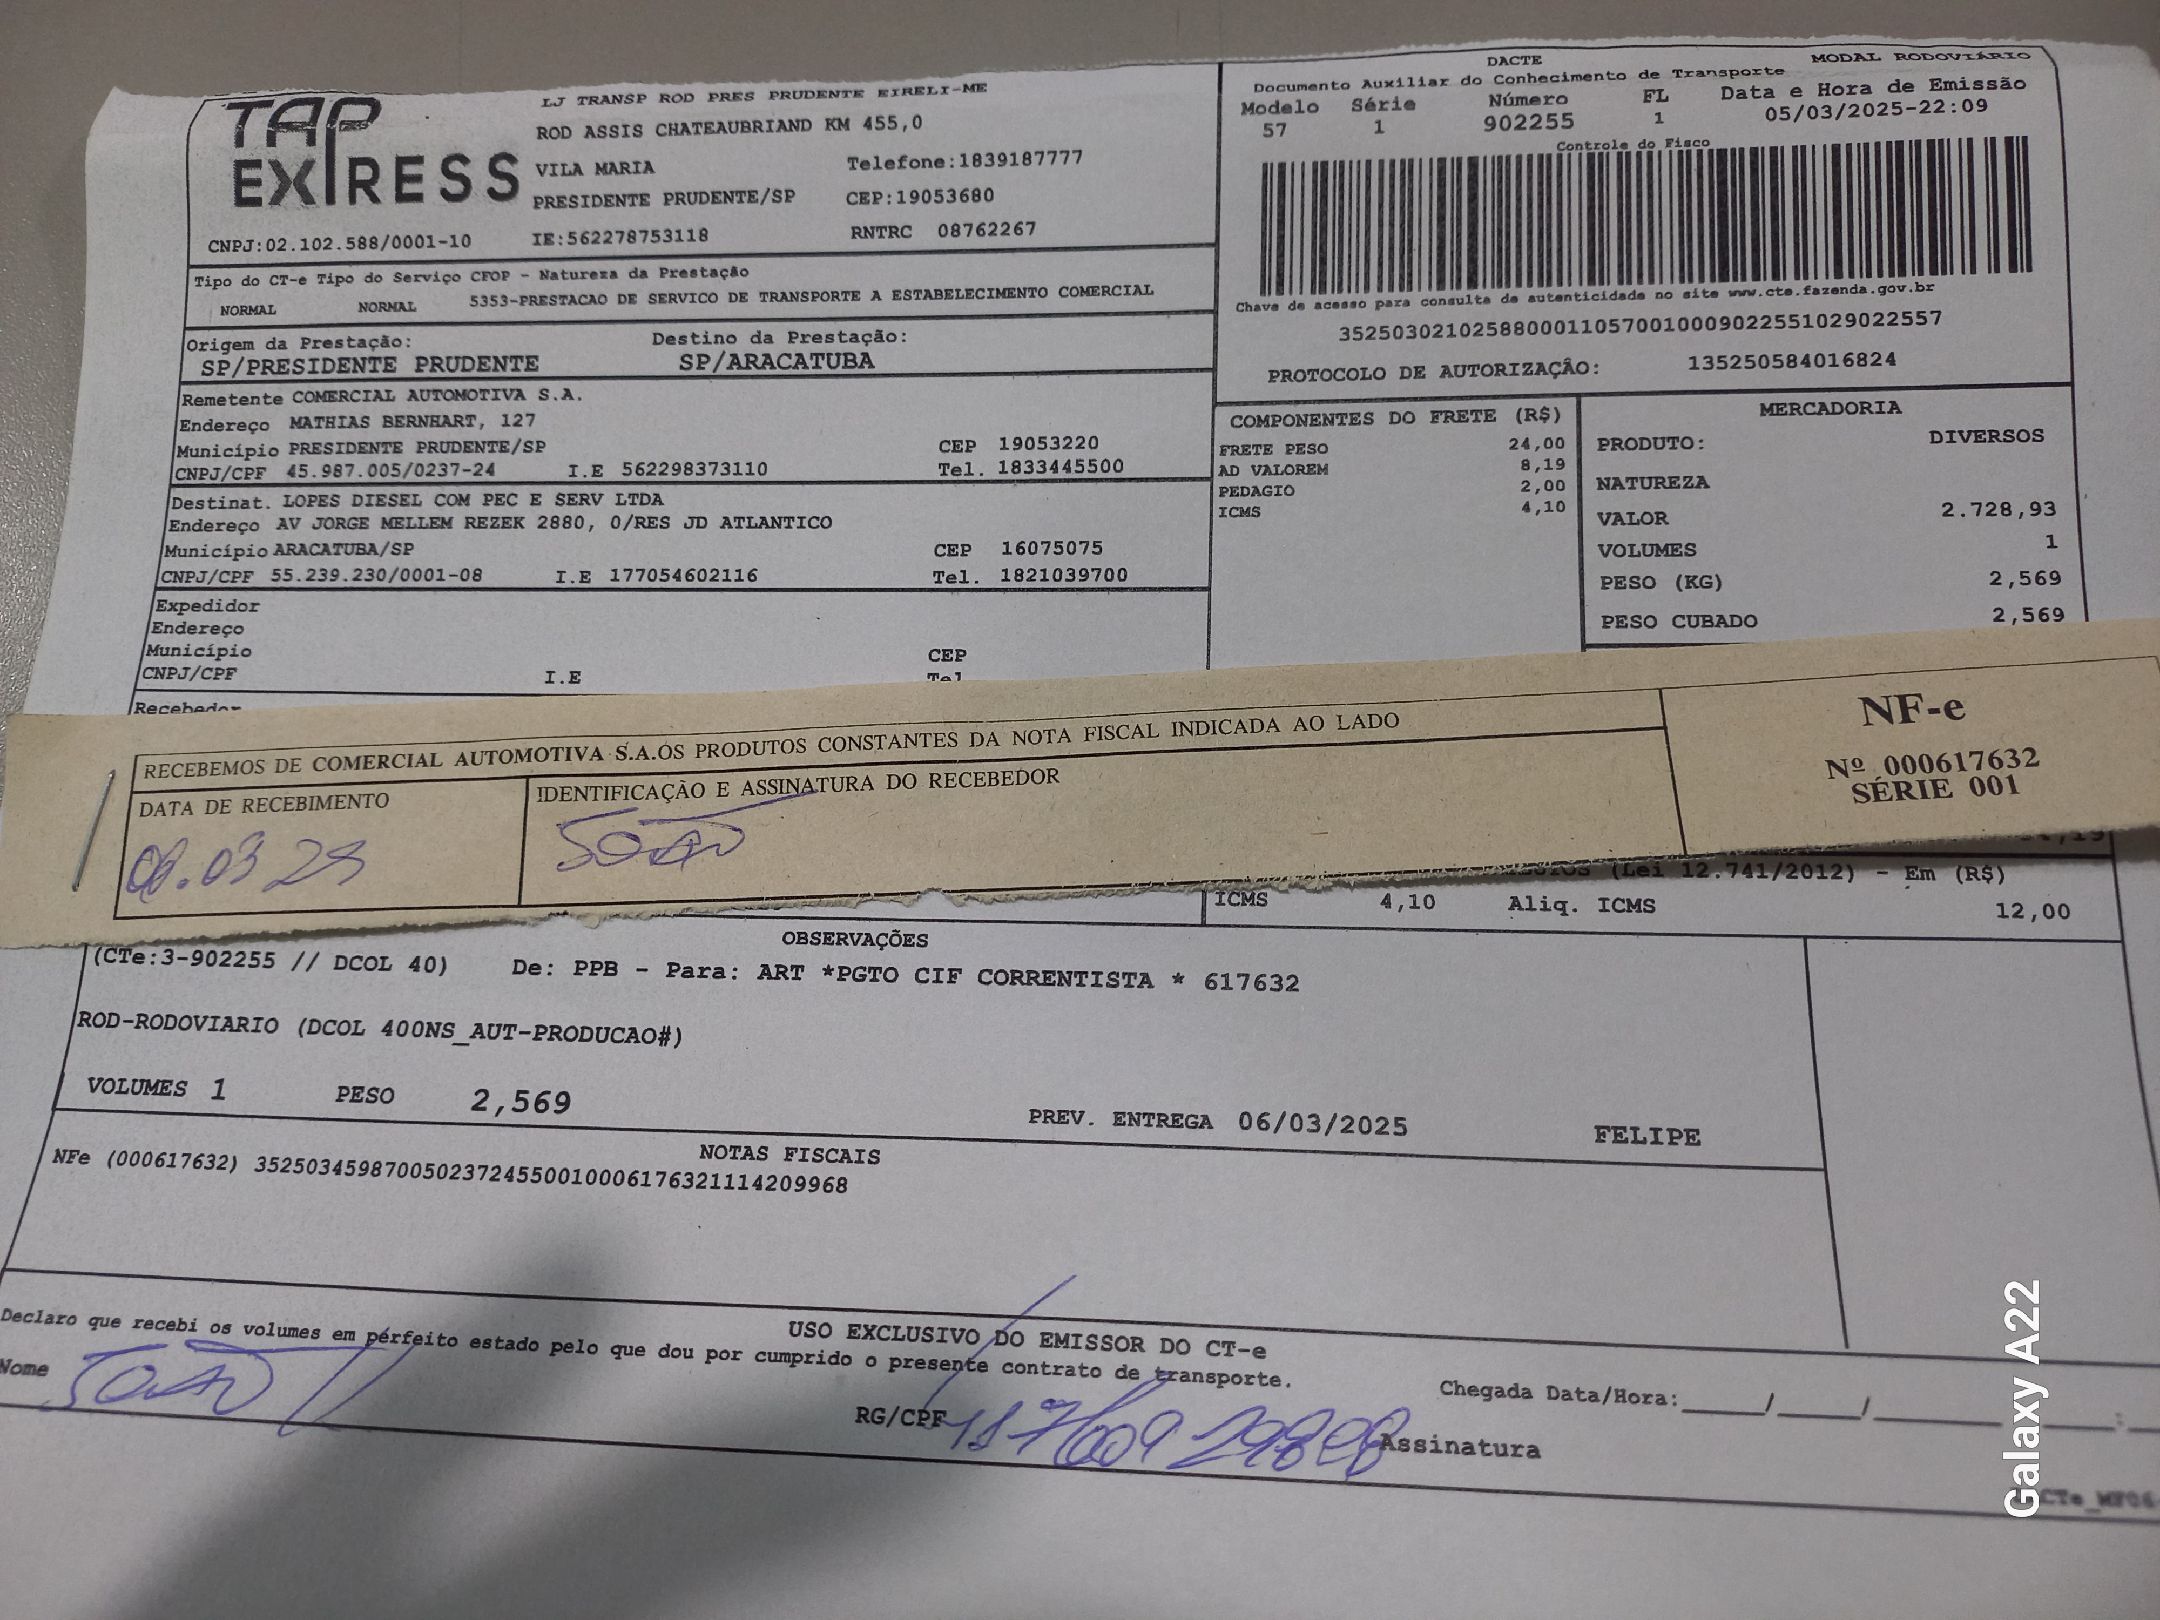 TAP EXPRESS
LJ TRANSP ROD PRES PRUDENTE EIRELI-ME
ROD ASSIS CHATEAUBRIAND KM 455,0
VILA MARIA Telefone:1839187777
PRESIDENTE PRUDENTE/SP CEP:19053680
CNPJ:02.102.588/0001-10 IE:562278753118 RNTRC 08762267
DACTE MODAL RODOVIÁRIO
Documento Auxiliar do Conhecimento de Transporte
Modelo Série Número FL Data e Hora de Emissão
57 1 902255 1 05/03/2025-22:09
Controle do Fisco
Chave de acesso para consulta de autenticidade no site www.cte.fazenda.gov.br
35250302102588000110570010009022551029022557
PROTOCOLO DE AUTORIZAÇÂO: 135250584016824
Tipo do CT-e Tipo do Serviço CFOP - Natureza da Prestação
NORMAL NORMAL 5353-PRESTACAO DE SERVICO DE TRANSPORTE A ESTABELECIMENTO COMERCIAL
Origem da Prestação: Destino da Prestação:
SP/PRESIDENTE PRUDENTE SP/ARACATUBA
Remetente COMERCIAL AUTOMOTIVA S.A.
Endereço MATHIAS BERNHART, 127
Município PRESIDENTE PRUDENTE/SP CEP 19053220
CNPJ/CPF 45.987.005/0237-24 I.E 562298373110 Tel. 1833445500
Destinat. LOPES DIESEL COM PEC E SERV LTDA
Endereço AV JORGE MELLEM REZEK 2880, 0/RES JD ATLANTICO
Município ARACATUBA/SP CEP 16075075
CNPJ/CPF 55.239.230/0001-08 I.E 177054602116 Tel. 1821039700
Expedidor
Endereço
Município CEP
CNPJ/CPF I.E Tel
Recebedor
COMPONENTES DO FRETE (R$)
FRETE PESO 24,00
AD VALOREM 8,19
PEDAGIO 2,00
ICMS 4,10
MERCADORIA
PRODUTO: DIVERSOS
NATUREZA
VALOR 2.728,93
VOLUMES 1
PESO (KG) 2,569
PESO CUBADO 2,569
RECEBEMOS DE COMERCIAL AUTOMOTIVA S.A.OS PRODUTOS CONSTANTES DA NOTA FISCAL INDICADA AO LADO
DATA DE RECEBIMENTO IDENTIFICAÇÃO E ASSINATURA DO RECEBEDOR
JOÃO
NF-e
Nº 000617632
SÉRIE 001
(Lei 12.741/2012) - Em (R$)
ICMS 4,10 Aliq. ICMS 12,00
OBSERVAÇÕES
(CTe:3-902255 // DCOL 40) De: PPB - Para: ART *PGTO CIF CORRENTISTA * 617632
ROD-RODOVIARIO (DCOL 400NS_AUT-PRODUCAO#)
VOLUMES 1 PESO 2,569 PREV. ENTREGA 06/03/2025 FELIPE
NOTAS FISCAIS
NFe (000617632) 35250345987005023724550010006176321114209968
USO EXCLUSIVO DO EMISSOR DO CT-e
Declaro que recebi os volumes em perfeito estado pelo que dou por cumprido o presente contrato de transporte.
Nome JOÃO RG/CPF Assinatura
Chegada Data/Hora:_____/_____/________:
Galaxy A22